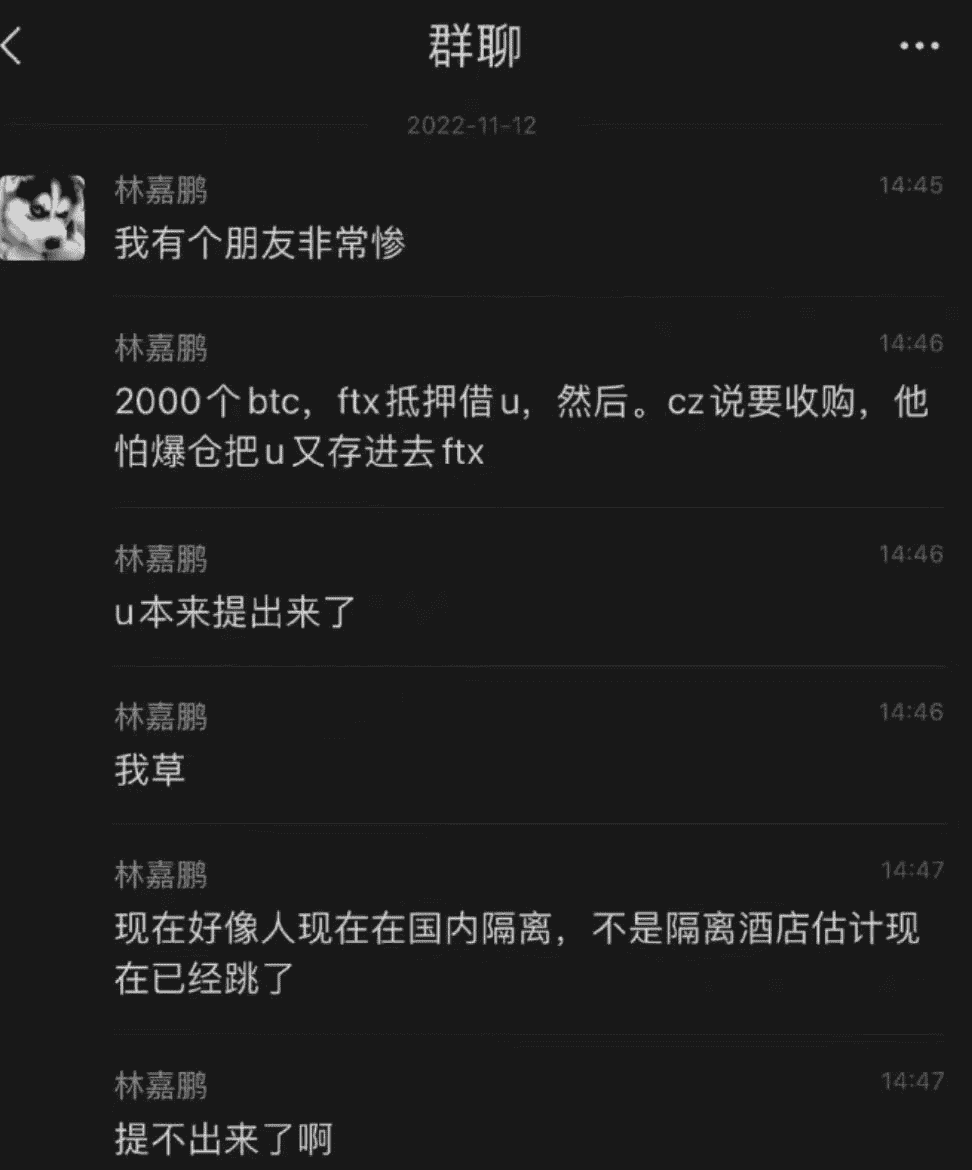 群聊
2022-11-12
林嘉鹏
14:45
我有个朋友非常惨
林嘉鹏
14:46
2000个btc，ftx抵押借u，然后。cz说要收购，他
怕爆仓把u又存进去ftx
林嘉鹏
14:46
u本来提出来了
林嘉鹏
14:46
我草
林嘉鹏
14:47
现在好像人现在在国内隔离，不是隔离酒店估计现
在已经跳了
林嘉鹏
14:47
提不出来了啊